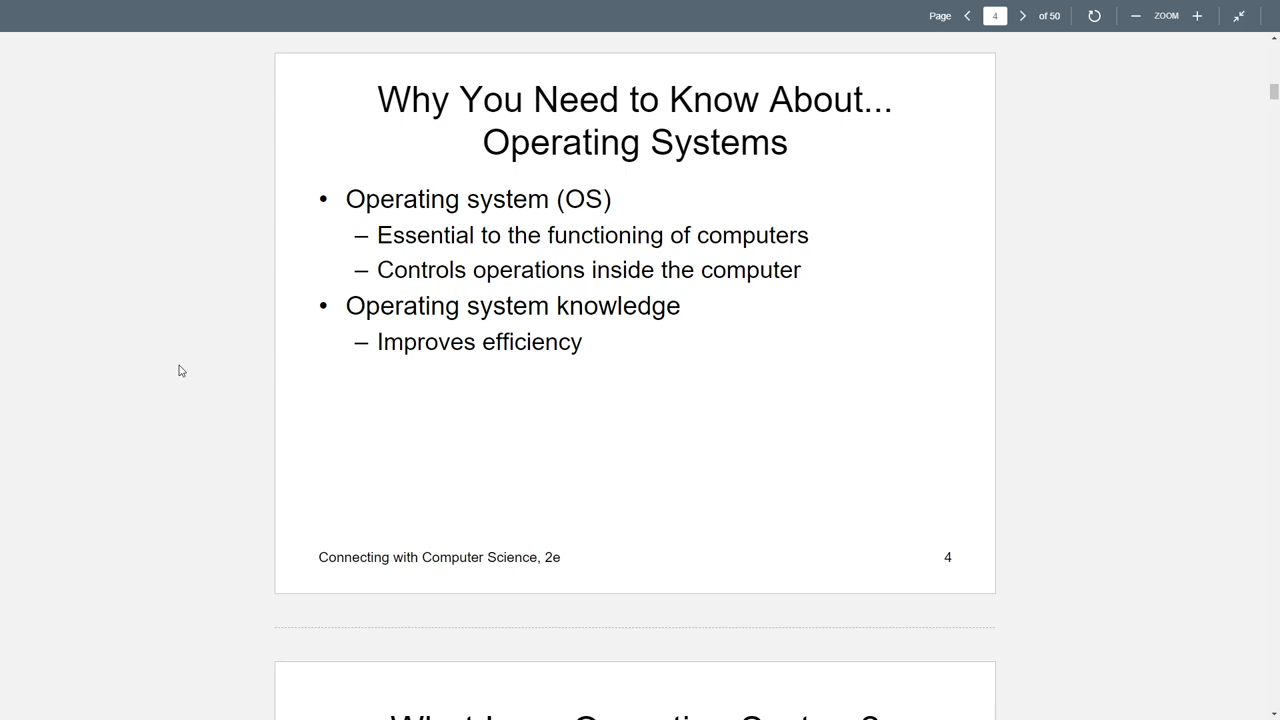 Page 4 of 50 ZOOM
Why You Need to Know About...
Operating Systems
• Operating system (OS)
– Essential to the functioning of computers
– Controls operations inside the computer
• Operating system knowledge
– Improves efficiency
Connecting with Computer Science, 2e 4